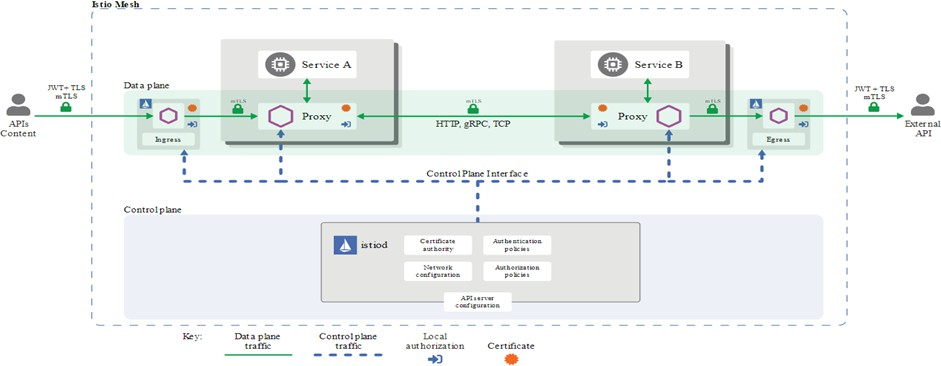 Istio Mesh
Service A
Service B
Data plane
JWT+ TLS
mTLS
mTLS
mTLS
mTLS
mTLS
JWT + TLS
mTLS
APIs
Content
Proxy
HTTP, gRPC, TCP
Proxy
External
API
Ingress
Egress
Control Plane Interface
Control plane
istiod
Certificate
authority
Authentication
policies
Network
configuration
Authorization
policies
API server
configuration
Key:
Data plane
traffic
Control plane
traffic
Local
authorization
Certificate